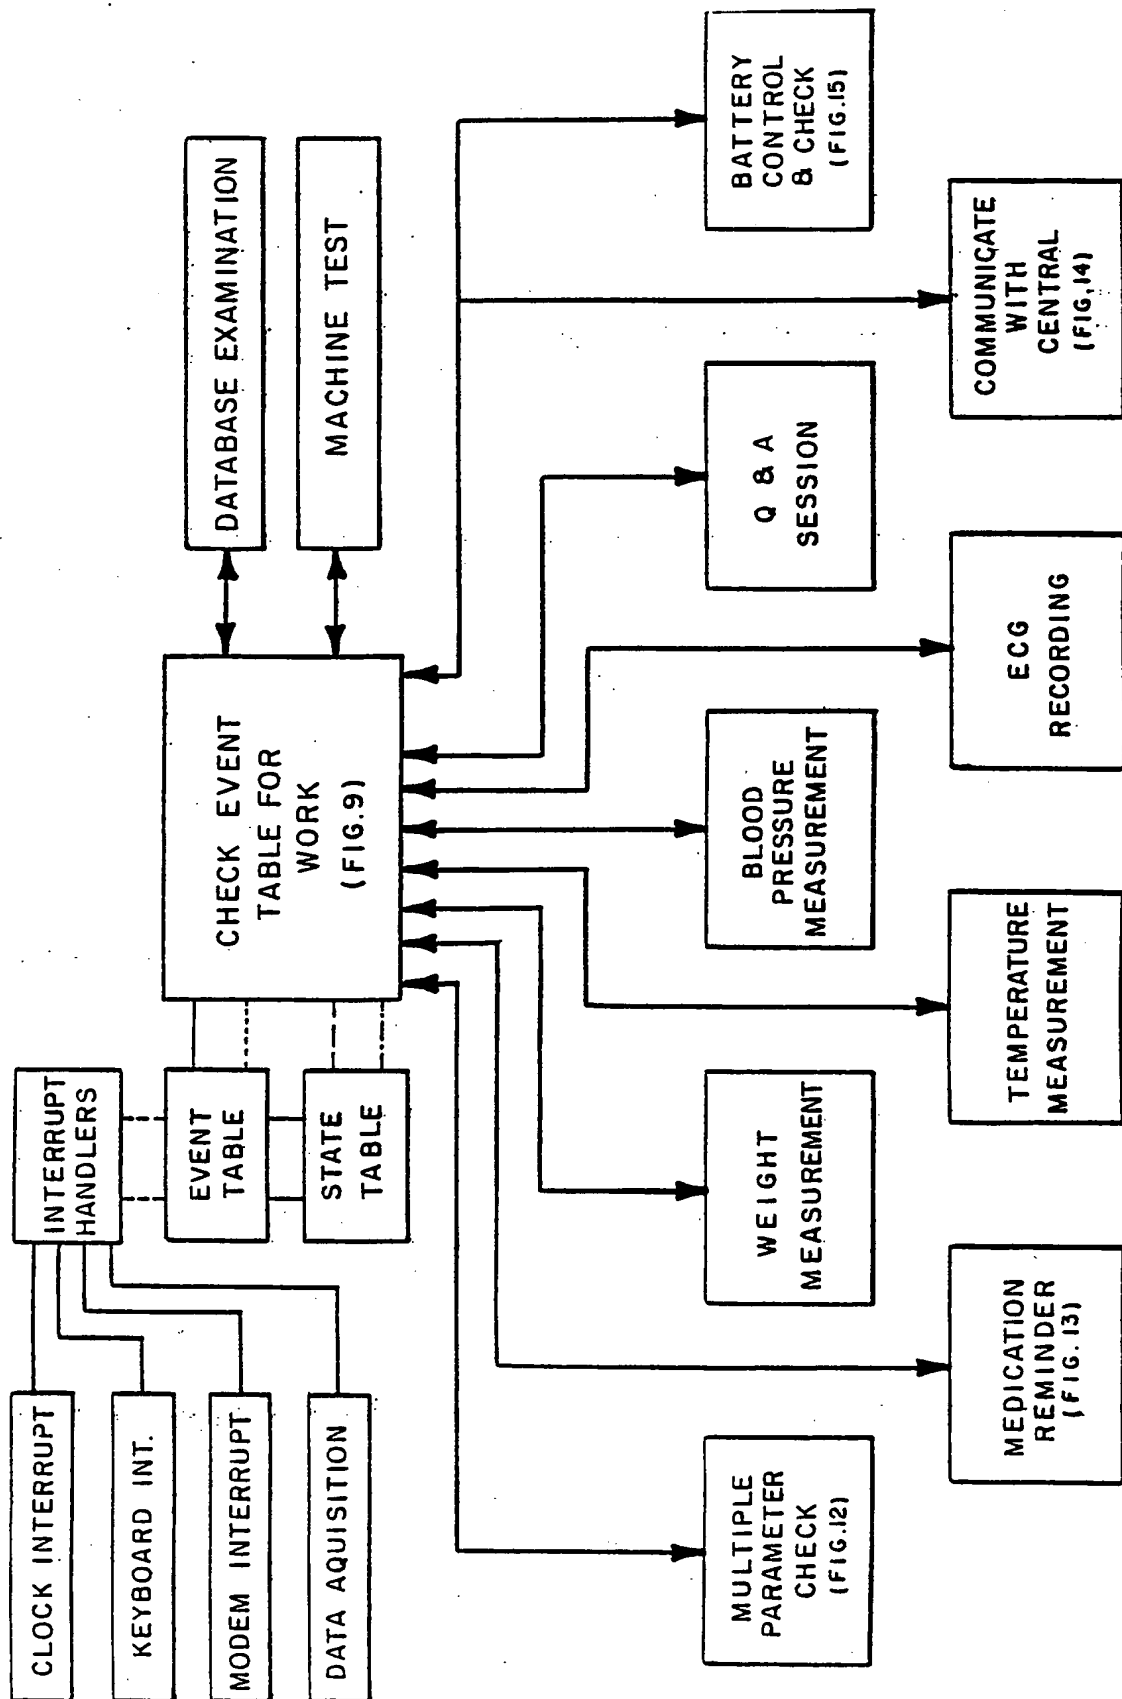 CLOCK INTERRUPT
KEYBOARD INT.
MODEM INTERRUPT
DATA AQUISITION
INTERRUPT
HANDLERS
EVENT
TABLE
STATE
TABLE
CHECK EVENT
TABLE FOR
WORK
(FIG.9)
DATABASE EXAMINATION
MACHINE TEST
MULTIPLE
PARAMETER
CHECK
(FIG.12)
WEIGHT
MEASUREMENT
BLOOD
PRESSURE
MEASUREMENT
Q & A
SESSION
BATTERY
CONTROL
& CHECK
(FIG.15)
MEDICATION
REMINDER
(FIG. 13)
TEMPERATURE
MEASUREMENT
ECG
RECORDING
COMMUNICATE
WITH
CENTRAL
(FIG.14)